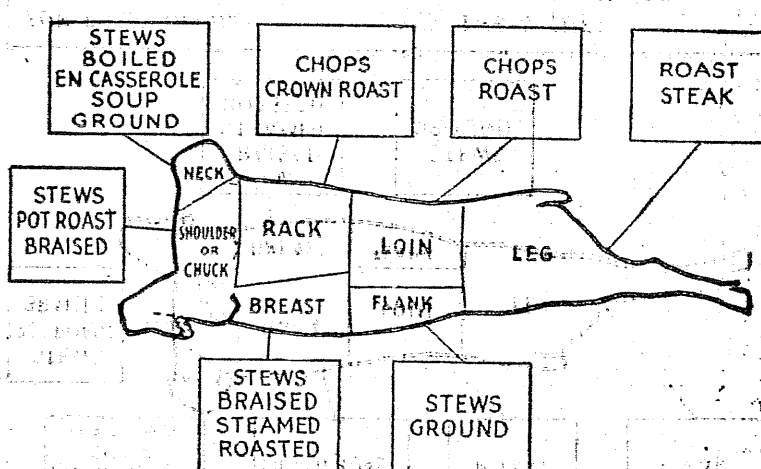 STEWS
BOILED
EN CASSEROLE
SOUP
GROUND
CHOPS
CROWN ROAST
CHOPS
ROAST
ROAST
STEAK
STEWS
POT ROAST
BRAISED
NECK
SHOULDER
OR
CHUCK
RACK
LOIN
LEG
BREAST
FLANK
STEWS
BRAISED
STEAMED
ROASTED
STEWS
GROUND